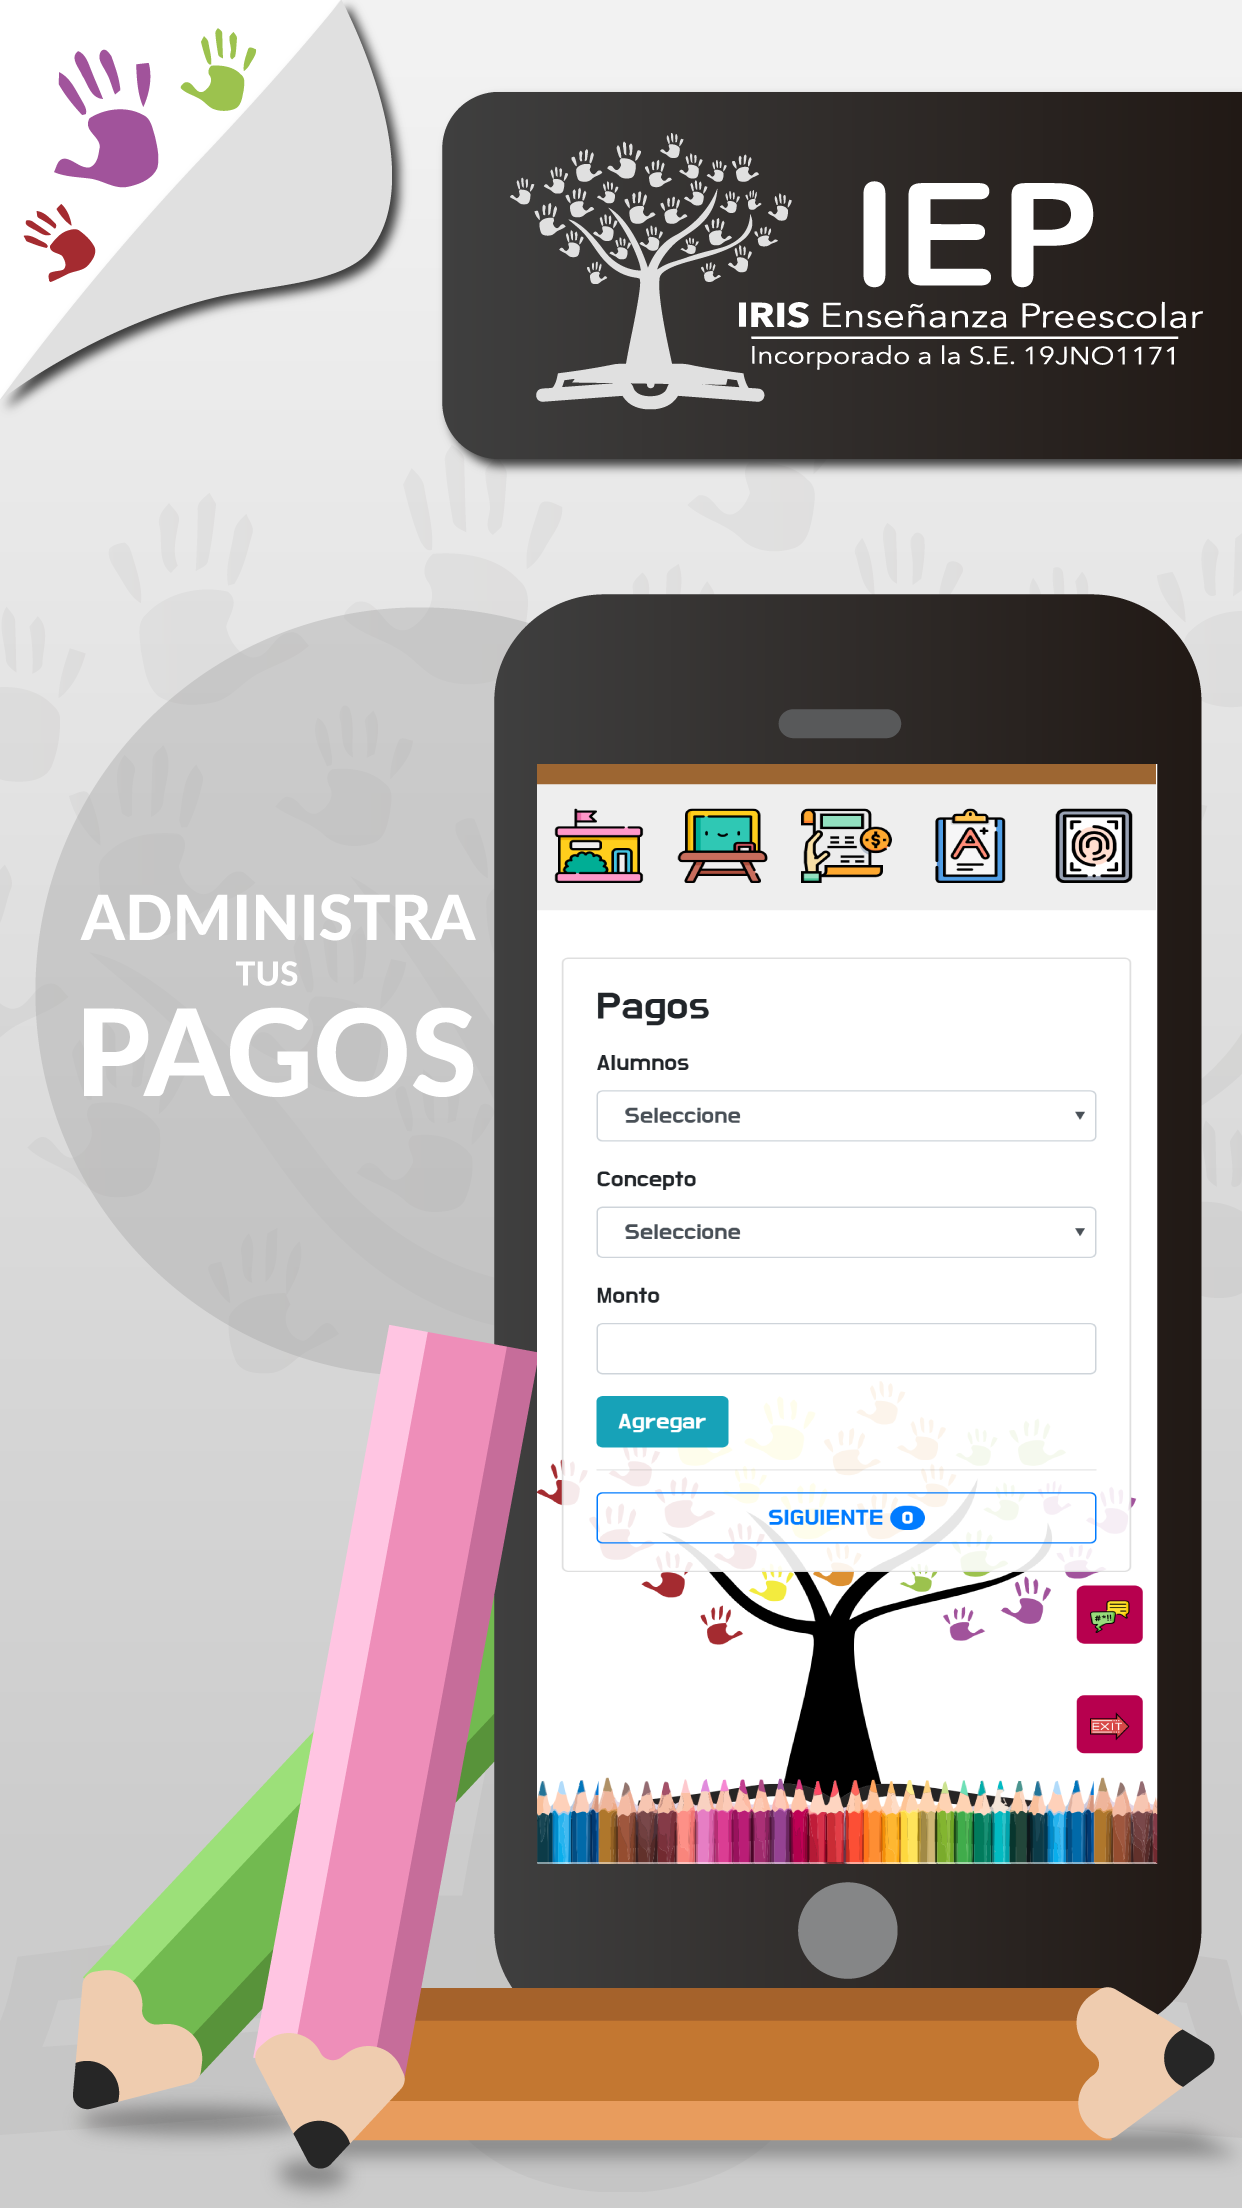 IEP
IRIS Enseñanza Preescolar
Incorporado a la S.E. 19JNO1171
ADMINISTRA
TUS
PAGOS
Pagos
Alumnos
Seleccione
Concepto
Seleccione
Monto
Agregar
SIGUIENTE 0
#*!!
EXIT